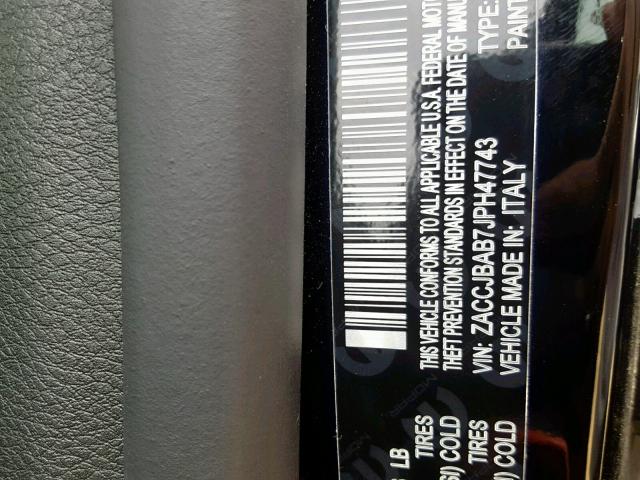 LB
TIRES
COLD
TIRES
COLD
THIS VEHICLE CONFORMS TO ALL APPLICABLE U.S.A. FEDERAL MOTOR
THEFT PREVENTION STANDARDS IN EFFECT ON THE DATE OF MANU
VIN: ZACCJBAB7JPH47743 TYPE:
VEHICLE MADE IN: ITALY PAINT